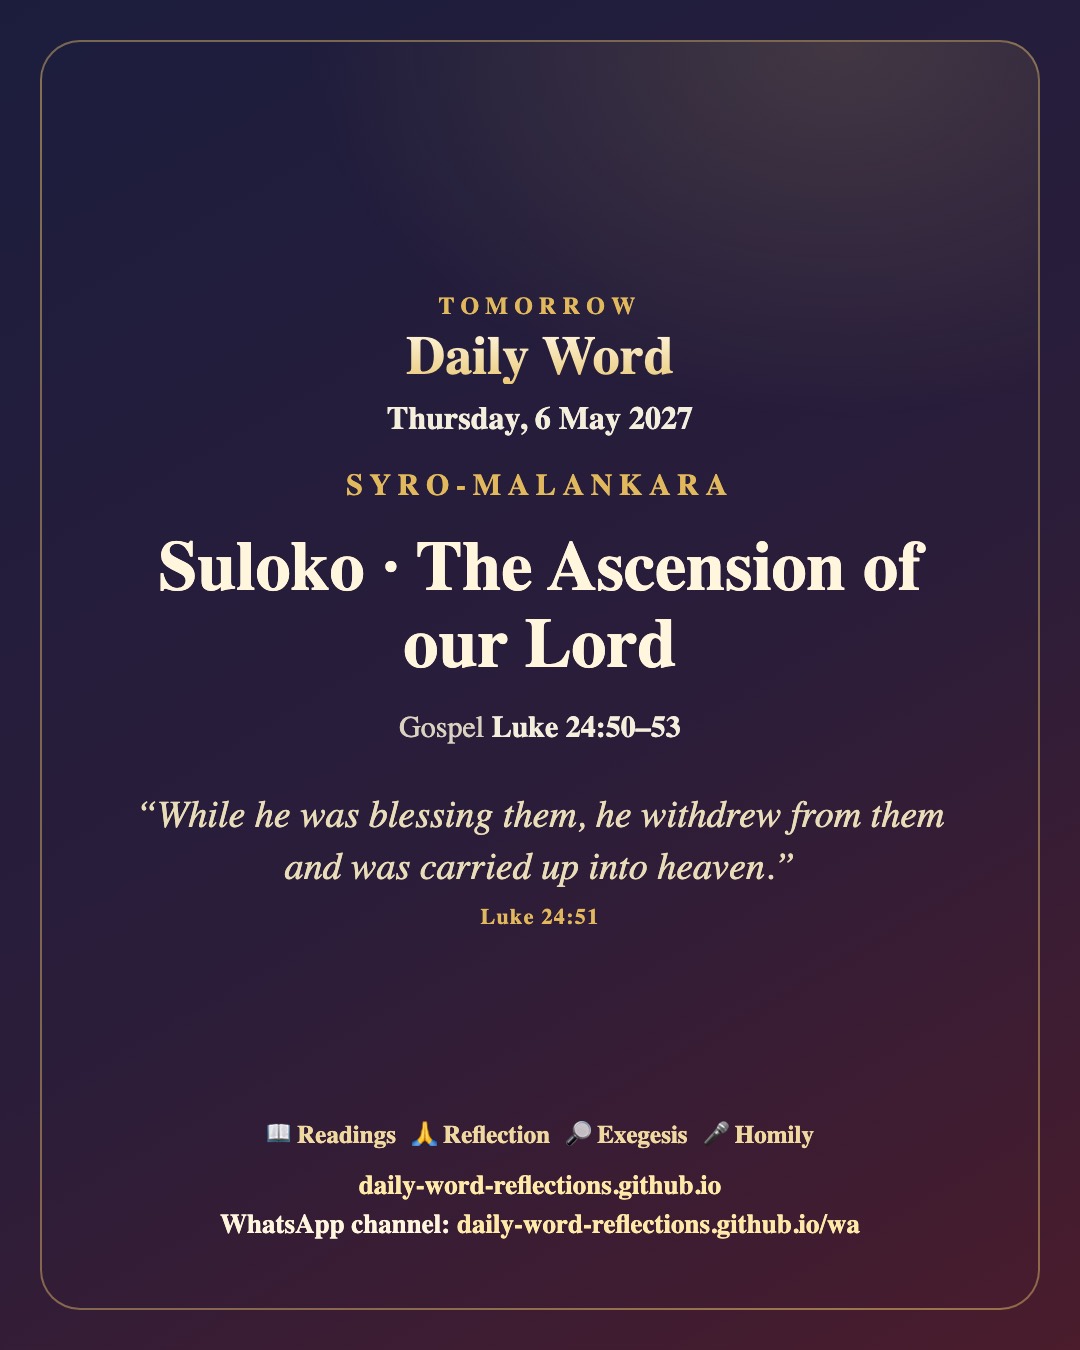 TOMORROW
Daily Word
Thursday, 6 May 2027
SYRO-MALANKARA
Suloko · The Ascension of
our Lord
Gospel Luke 24:50–53
“While he was blessing them, he withdrew from them
and was carried up into heaven.”
Luke 24:51
📖 Readings 🙏 Reflection 🔎 Exegesis 🎤 Homily
daily-word-reflections.github.io
WhatsApp channel: daily-word-reflections.github.io/wa